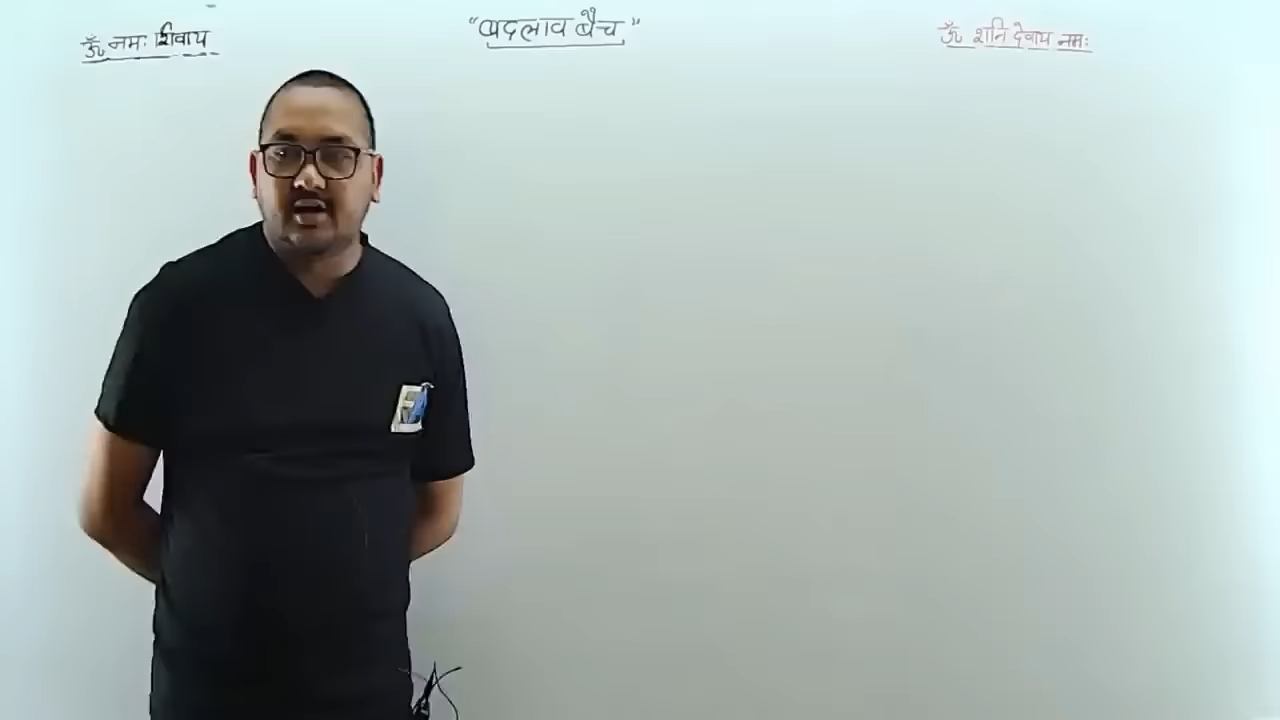 ॐ नमः शिवाय
"बदलाव बैच"
ॐ शनि देवाय नमः